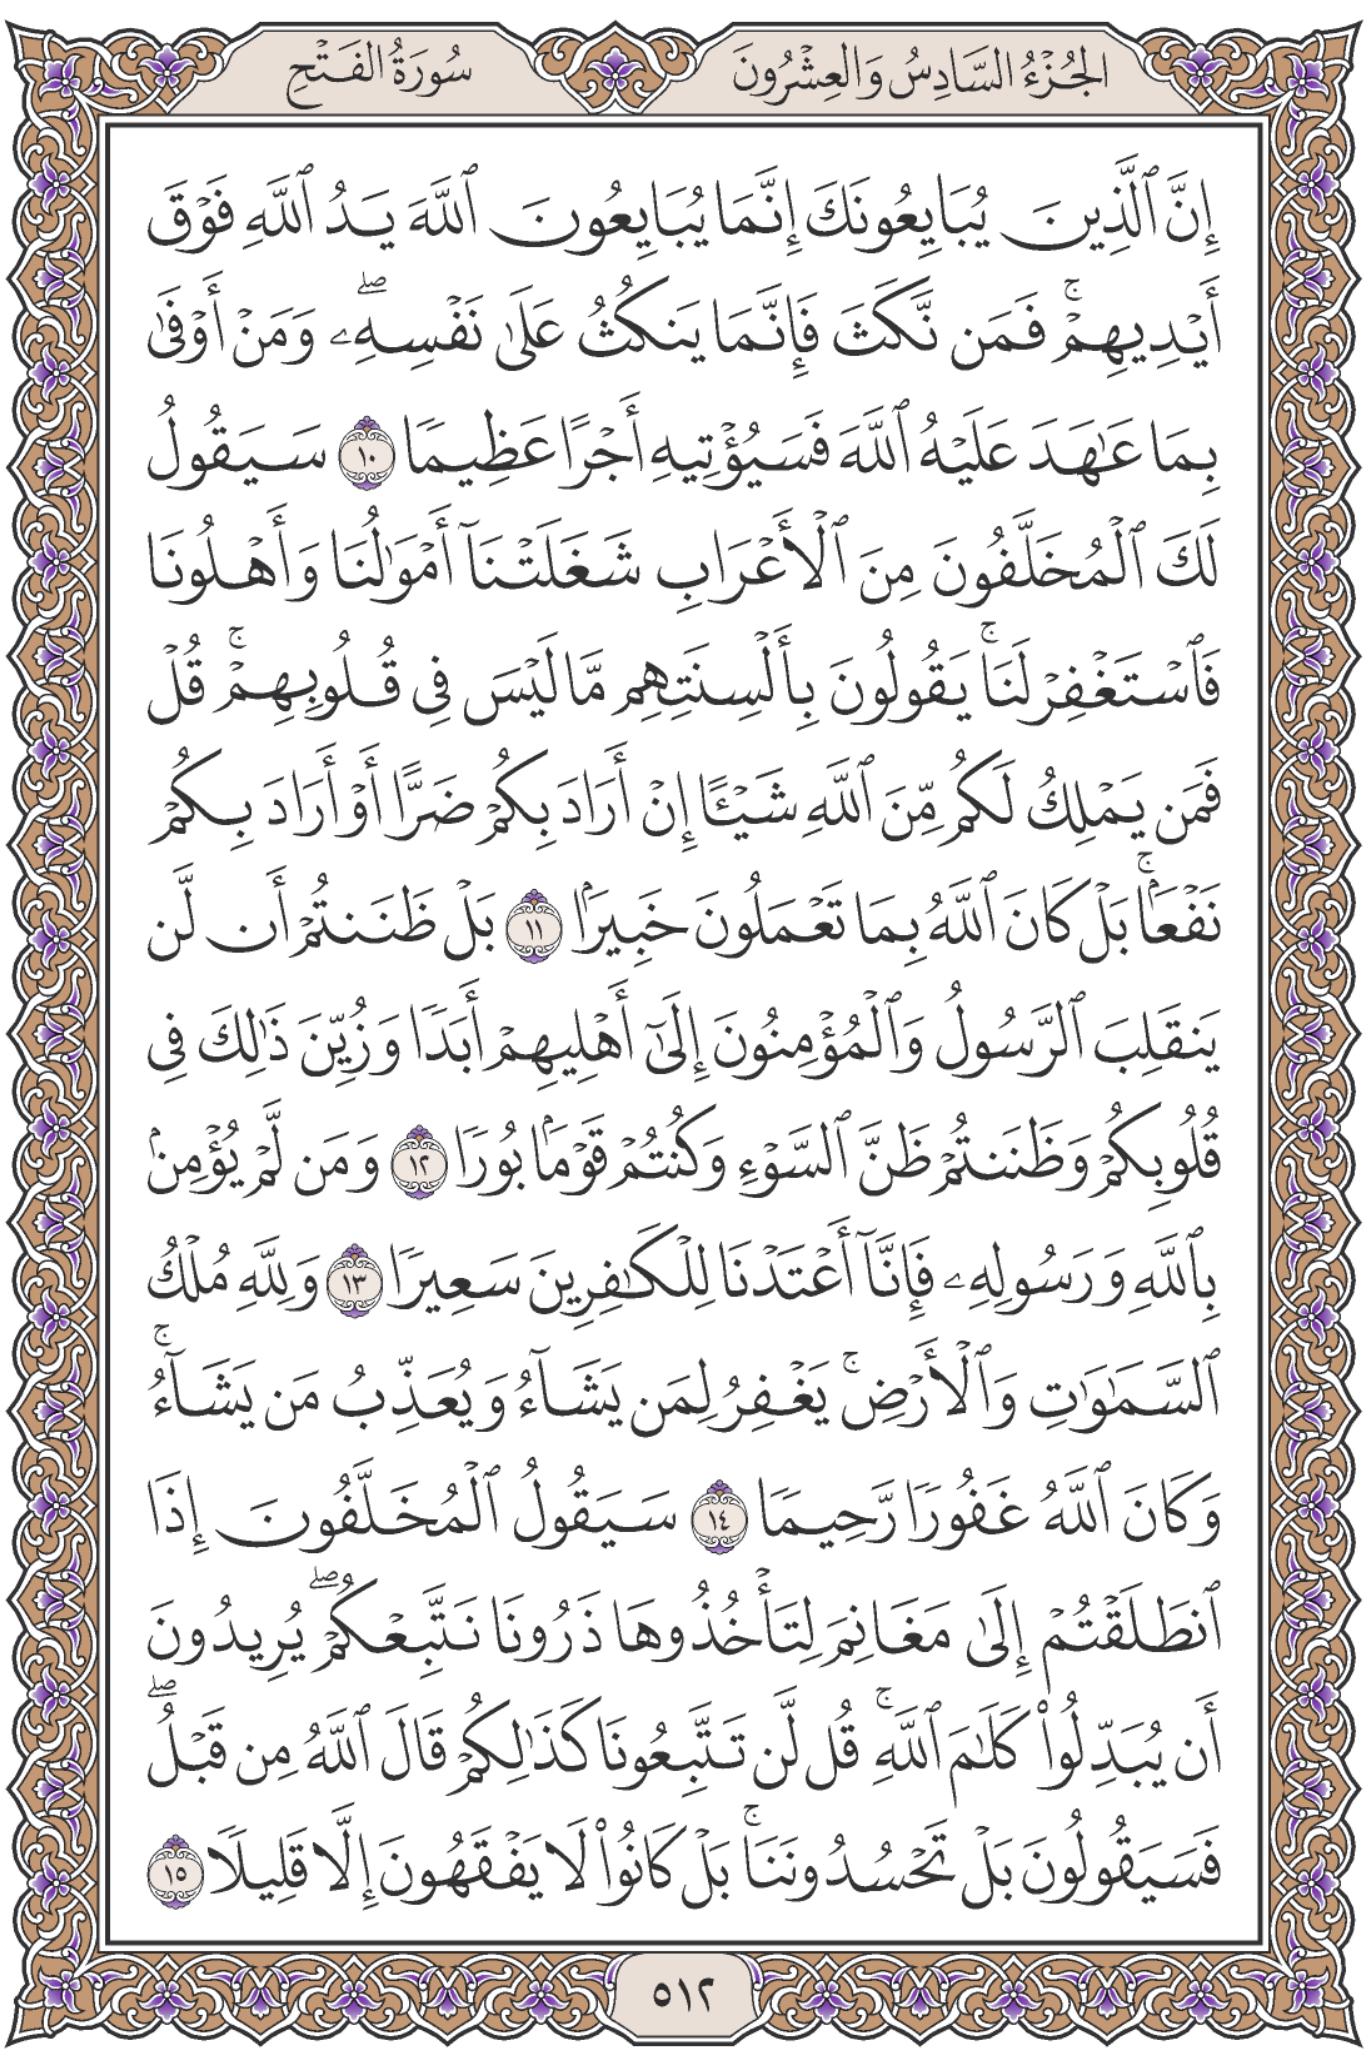 الجُزْءُ السَّادِسُ وَالعِشْرُونَ
سُورَةُ الفَتْحِ
إِنَّ ٱلَّذِينَ يُبَايِعُونَكَ إِنَّمَا يُبَايِعُونَ ٱللَّهَ يَدُ ٱللَّهِ فَوْقَ
أَيْدِيهِمْۚ فَمَن نَّكَثَ فَإِنَّمَا يَنكُثُ عَلَىٰ نَفْسِهِۦۖ وَمَنْ أَوْفَىٰ
بِمَا عَٰهَدَ عَلَيْهُ ٱللَّهَ فَسَيُؤْتِيهِ أَجْرًا عَظِيمًا ١٠ سَيَقُولُ
لَكَ ٱلْمُخَلَّفُونَ مِنَ ٱلْأَعْرَابِ شَغَلَتْنَآ أَمْوَٰلُنَا وَأَهْلُونَا
فَٱسْتَغْفِرْ لَنَاۚ يَقُولُونَ بِأَلْسِنَتِهِم مَّا لَيْسَ فِى قُلُوبِهِمْۚ قُلْ
فَمَن يَمْلِكُ لَكُم مِّنَ ٱللَّهِ شَيْـًٔا إِنْ أَرَادَ بِكُمْ ضَرًّا أَوْ أَرَادَ بِكُمْ
نَفْعًۢاۚ بَلْ كَانَ ٱللَّهُ بِمَا تَعْمَلُونَ خَبِيرًۢا ١١ بَلْ ظَنَنتُمْ أَن لَّن
يَنقَلِبَ ٱلرَّسُولُ وَٱلْمُؤْمِنُونَ إِلَىٰٓ أَهْلِيهِمْ أَبَدًا وَزُيِّنَ ذَٰلِكَ فِى
قُلُوبِكُمْ وَظَنَنتُمْ ظَنَّ ٱلسَّوْءِ وَكُنتُمْ قَوْمًۢا بُورًا ١٢ وَمَن لَّمْ يُؤْمِنۢ
بِٱللَّهِ وَرَسُولِهِۦ فَإِنَّآ أَعْتَدْنَا لِلْكَٰفِرِينَ سَعِيرًا ١٣ وَلِلَّهِ مُلْكُ
ٱلسَّمَٰوَٰتِ وَٱلْأَرْضِۚ يَغْفِرُ لِمَن يَشَآءُ وَيُعَذِّبُ مَن يَشَآءُۚ
وَكَانَ ٱللَّهُ غَفُورًا رَّحِيمًا ١٤ سَيَقُولُ ٱلْمُخَلَّفُونَ إِذَا
ٱنطَلَقْتُمْ إِلَىٰ مَغَانِمَ لِتَأْخُذُوهَا ذَرُونَا نَتَّبِعْكُمْۖ يُرِيدُونَ
أَن يُبَدِّلُوا۟ كَلَٰمَ ٱللَّهِۚ قُل لَّن تَتَّبِعُونَا كَذَٰلِكُمْ قَالَ ٱللَّهُ مِن قَبْلُۖ
فَسَيَقُولُونَ بَلْ تَحْسُدُونَنَاۚ بَلْ كَانُوا۟ لَا يَفْقَهُونَ إِلَّا قَلِيلًا ١٥
٥١٢